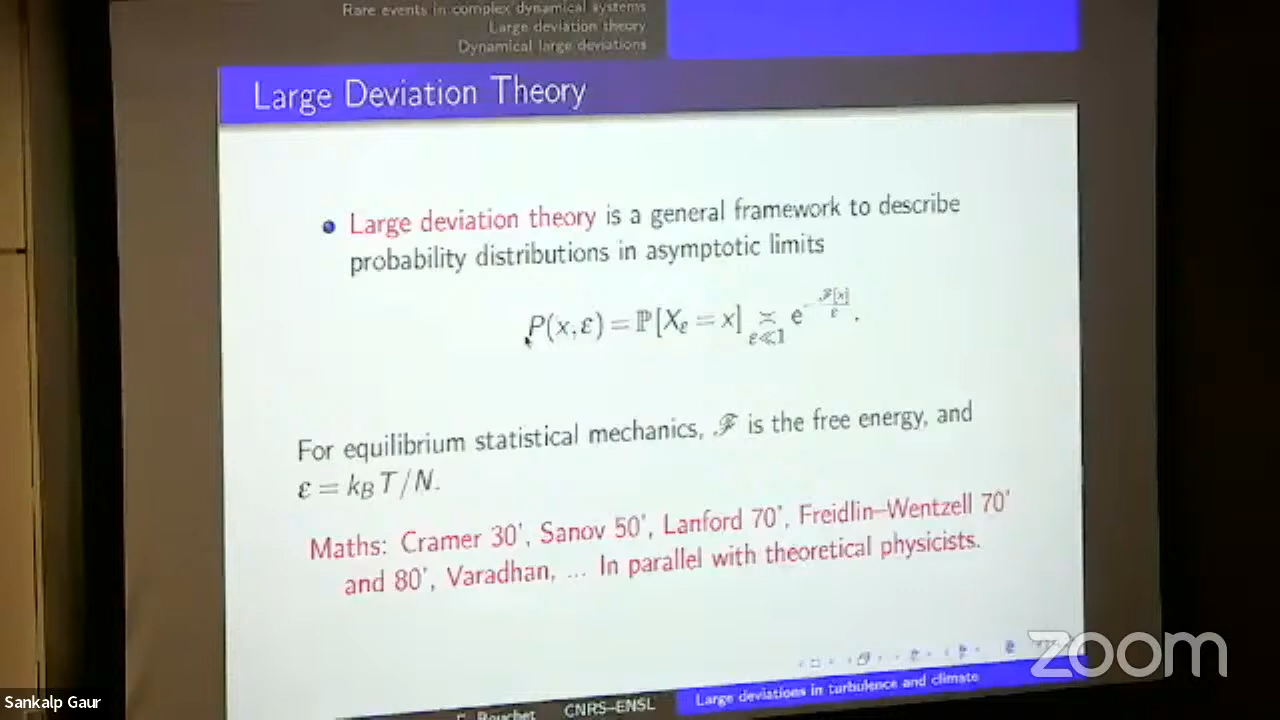 Rare events in complex dynamical systems
Large deviation theory
Dynamical large deviations
Large Deviation Theory
Large deviation theory is a general framework to describe
probability distributions in asymptotic limits
P(x,ε) = ℙ[X_ε = x] ≍_{ε≪1} e^{-ℱ[x]/ε}.
For equilibrium statistical mechanics, ℱ is the free energy, and
ε = k_B T/N.
Maths: Cramer 30', Sanov 50', Lanford 70', Freidlin–Wentzell 70'
and 80', Varadhan, ... In parallel with theoretical physicists.
zoom
Large deviations in turbulence and climate
Bouchet CNRS–ENSL
Sankalp Gaur